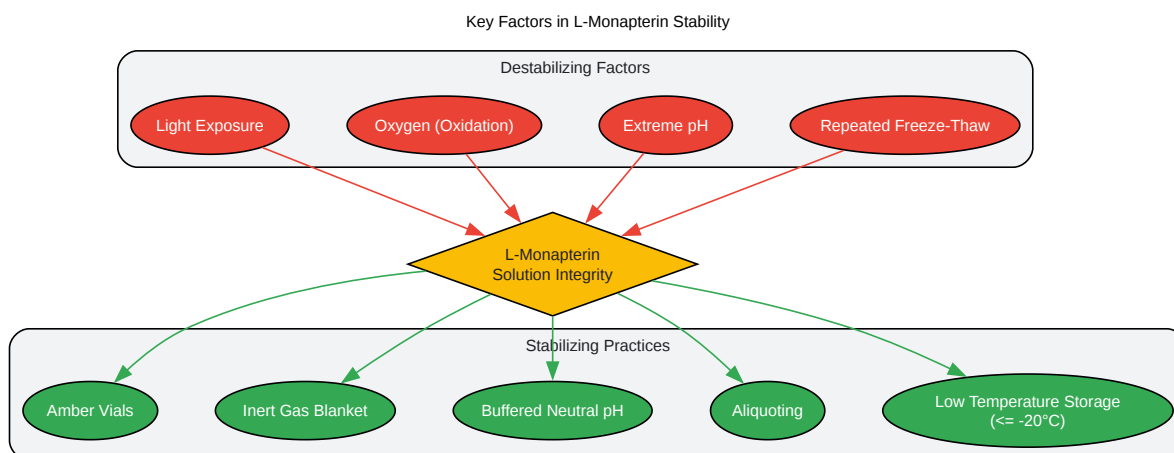 Key Factors in L-Monapterin Stability
Destabilizing Factors
Light Exposure
Oxygen (Oxidation)
Extreme pH
Repeated Freeze-Thaw
L-Monapterin
Solution Integrity
Stabilizing Practices
Amber Vials
Inert Gas Blanket
Buffered Neutral pH
Aliquoting
Low Temperature Storage
(<= -20°C)